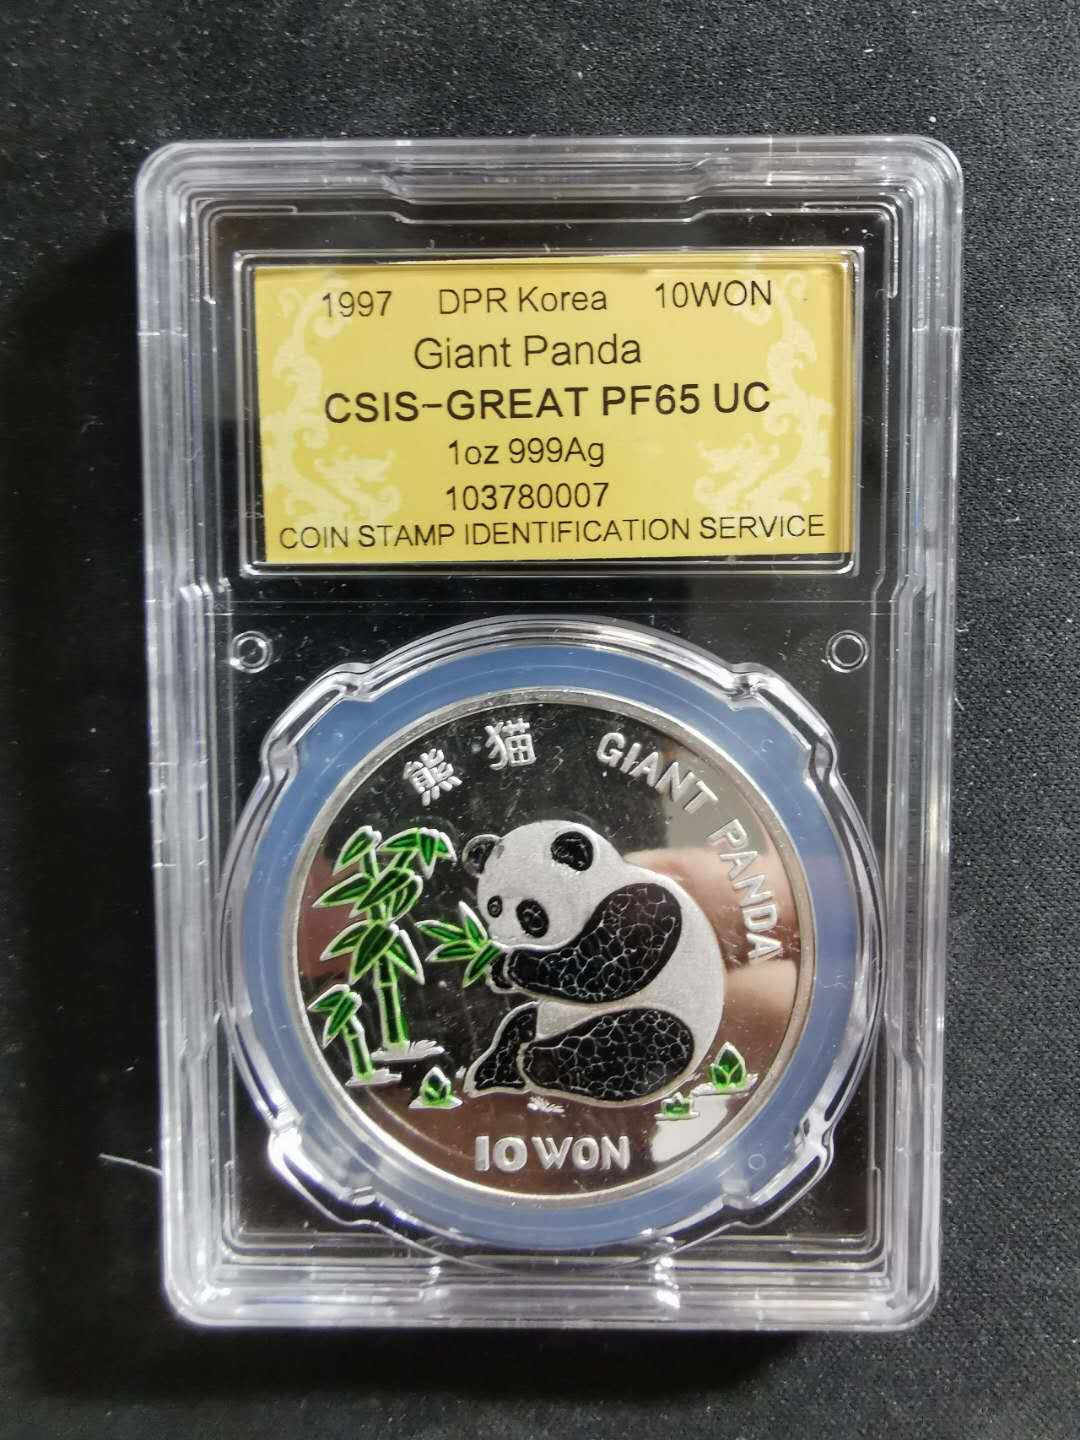 1997 DPR Korea 10WON
Giant Panda
CSIS-GREAT PF65 UC
1oz 999Ag
103780007
COIN STAMP IDENTIFICATION SERVICE
熊猫 GIANT PANDA
10 WON